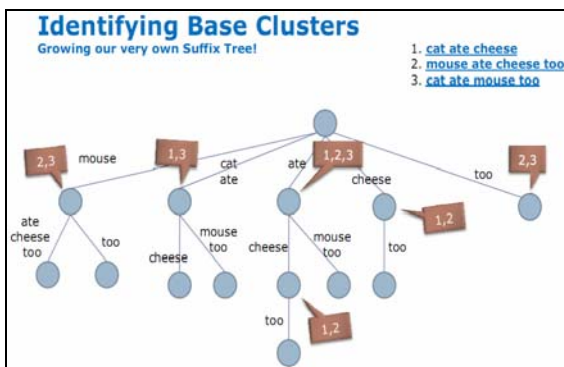 Identifying Base Clusters
Growing our very own Suffix Tree!
1. cat ate cheese
2. mouse ate cheese too
3. cat ate mouse too
2,3
mouse
1,3
cat
ate
ate
1,2,3
cheese
too
2,3
1,2
ate
cheese
too
too
cheese
mouse
too
cheese
mouse
too
too
too
1,2